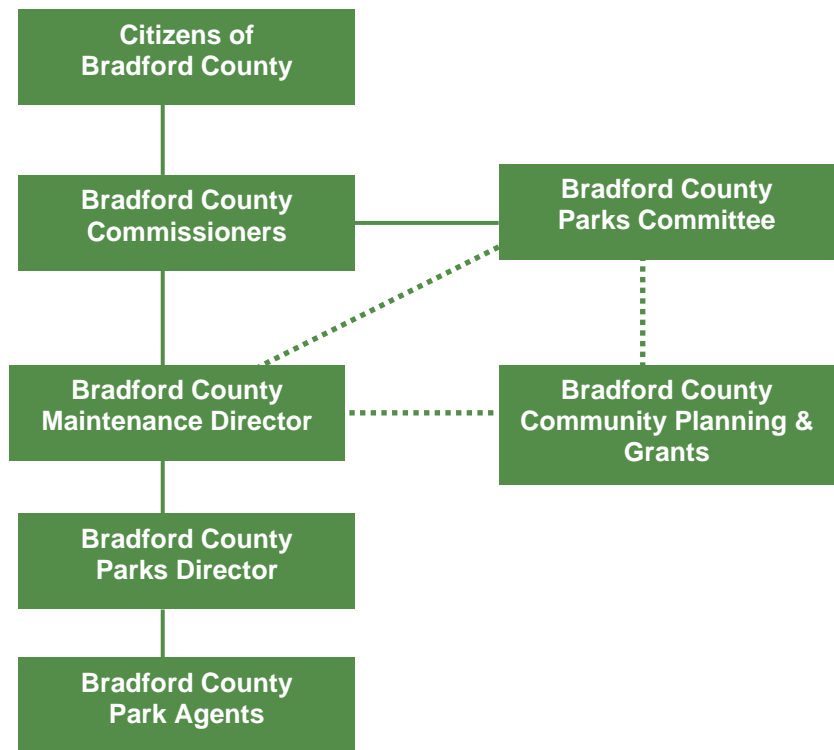 Citizens of
Bradford County
Bradford County
Commissioners
Bradford County
Parks Committee
Bradford County
Maintenance Director
Bradford County
Community Planning &
Grants
Bradford County
Parks Director
Bradford County
Park Agents